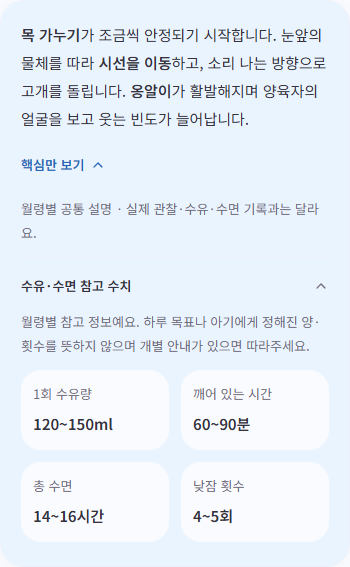 목 가누기가 조금씩 안정되기 시작합니다. 눈앞의
물체를 따라 시선을 이동하고, 소리 나는 방향으로
고개를 돌립니다. 옹알이가 활발해지며 양육자의
얼굴을 보고 웃는 빈도가 늘어납니다.
핵심만 보기
월령별 공통 설명 · 실제 관찰·수유·수면 기록과는 달라
요.
수유·수면 참고 수치
월령별 참고 정보예요. 하루 목표나 아기에게 정해진 양·
횟수를 뜻하지 않으며 개별 안내가 있으면 따라주세요.
1회 수유량
120~150ml
깨어 있는 시간
60~90분
총 수면
14~16시간
낮잠 횟수
4~5회